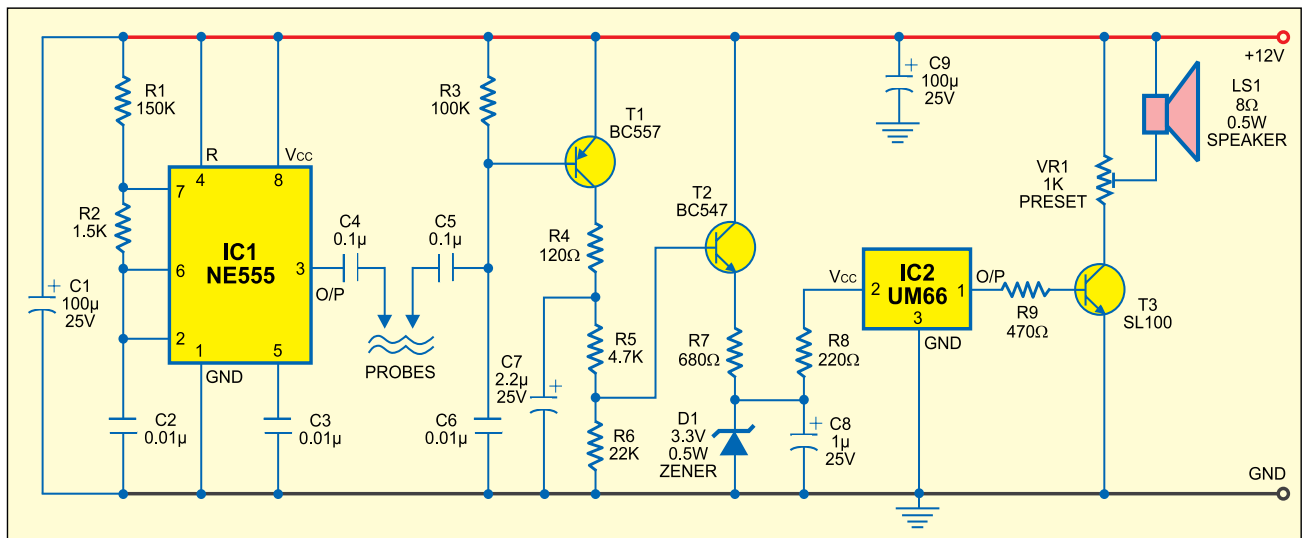 +12V
R1
150K
R2
1.5K
C1
100µ
25V
C2
0.01µ
R
4
VCC
8
7
6
2
IC1
NE555
3
O/P
1
GND
5
C3
0.01µ
C4
0.1µ
C5
0.1µ
PROBES
R3
100K
C6
0.01µ
T1
BC557
R4
120Ω
R5
4.7K
R6
22K
C7
2.2µ
25V
T2
BC547
R7
680Ω
D1
3.3V
0.5W
ZENER
R8
220Ω
C8
1µ
25V
C9
100µ
25V
VCC
2
IC2
UM66
1
O/P
3
GND
R9
470Ω
T3
SL100
VR1
1K
PRESET
LS1
8Ω
0.5W
SPEAKER
GND